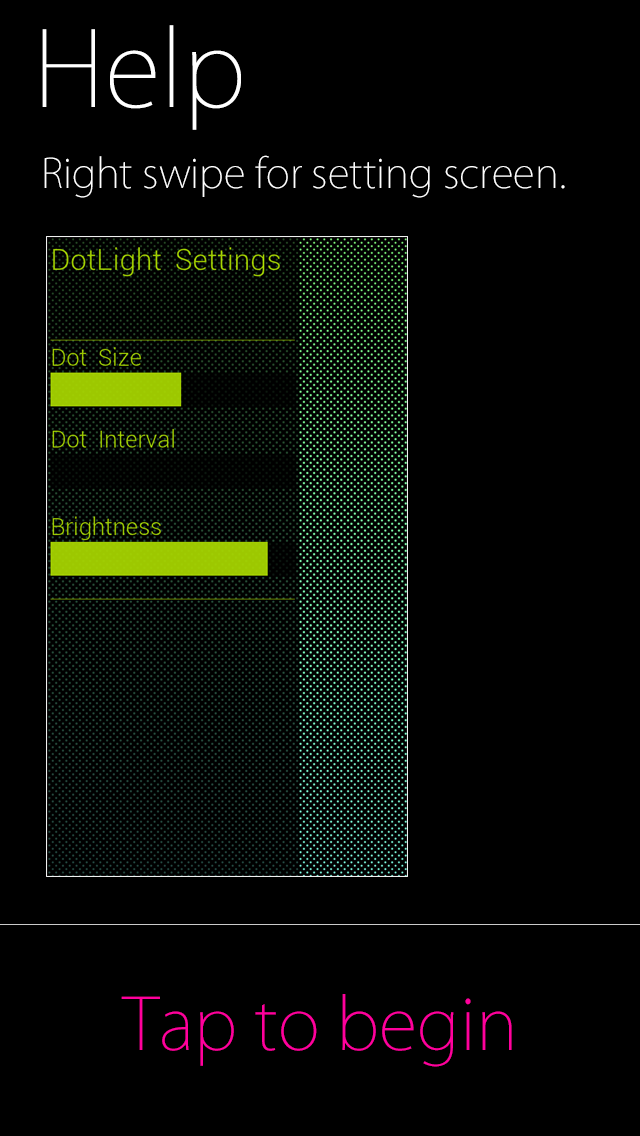 Help
Right swipe for setting screen.
DotLight Settings
Dot Size
Dot Interval
Brightness
Tap to begin